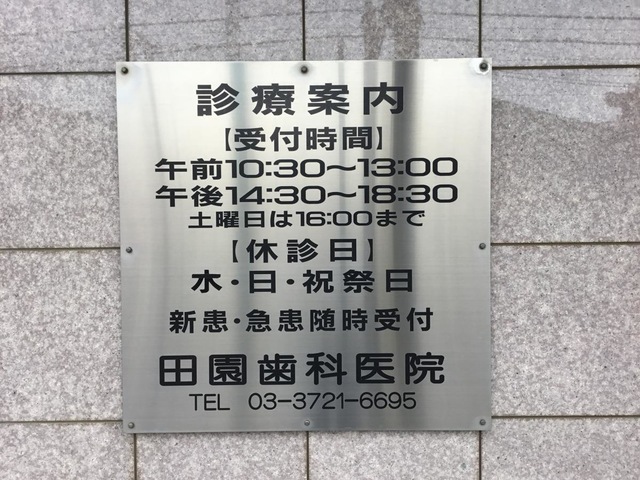 診療案内
【受付時間】
午前10:30〜13:00
午後14:30〜18:30
土曜日は16:00まで
【休診日】
水・日・祝祭日
新患・急患随時受付
田園歯科医院
TEL 03-3721-6695